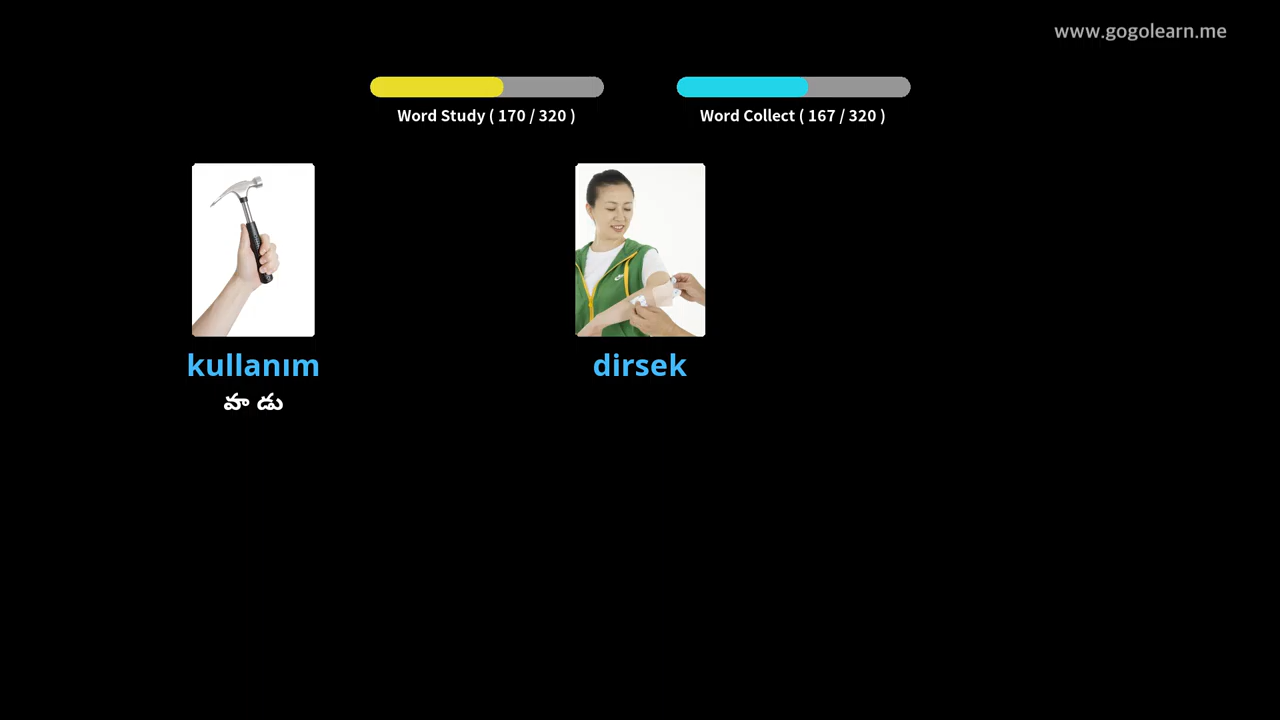 www.gogolearn.me
Word Study ( 170 / 320 )
Word Collect ( 167 / 320 )
kullanım
dirsek
వా డు